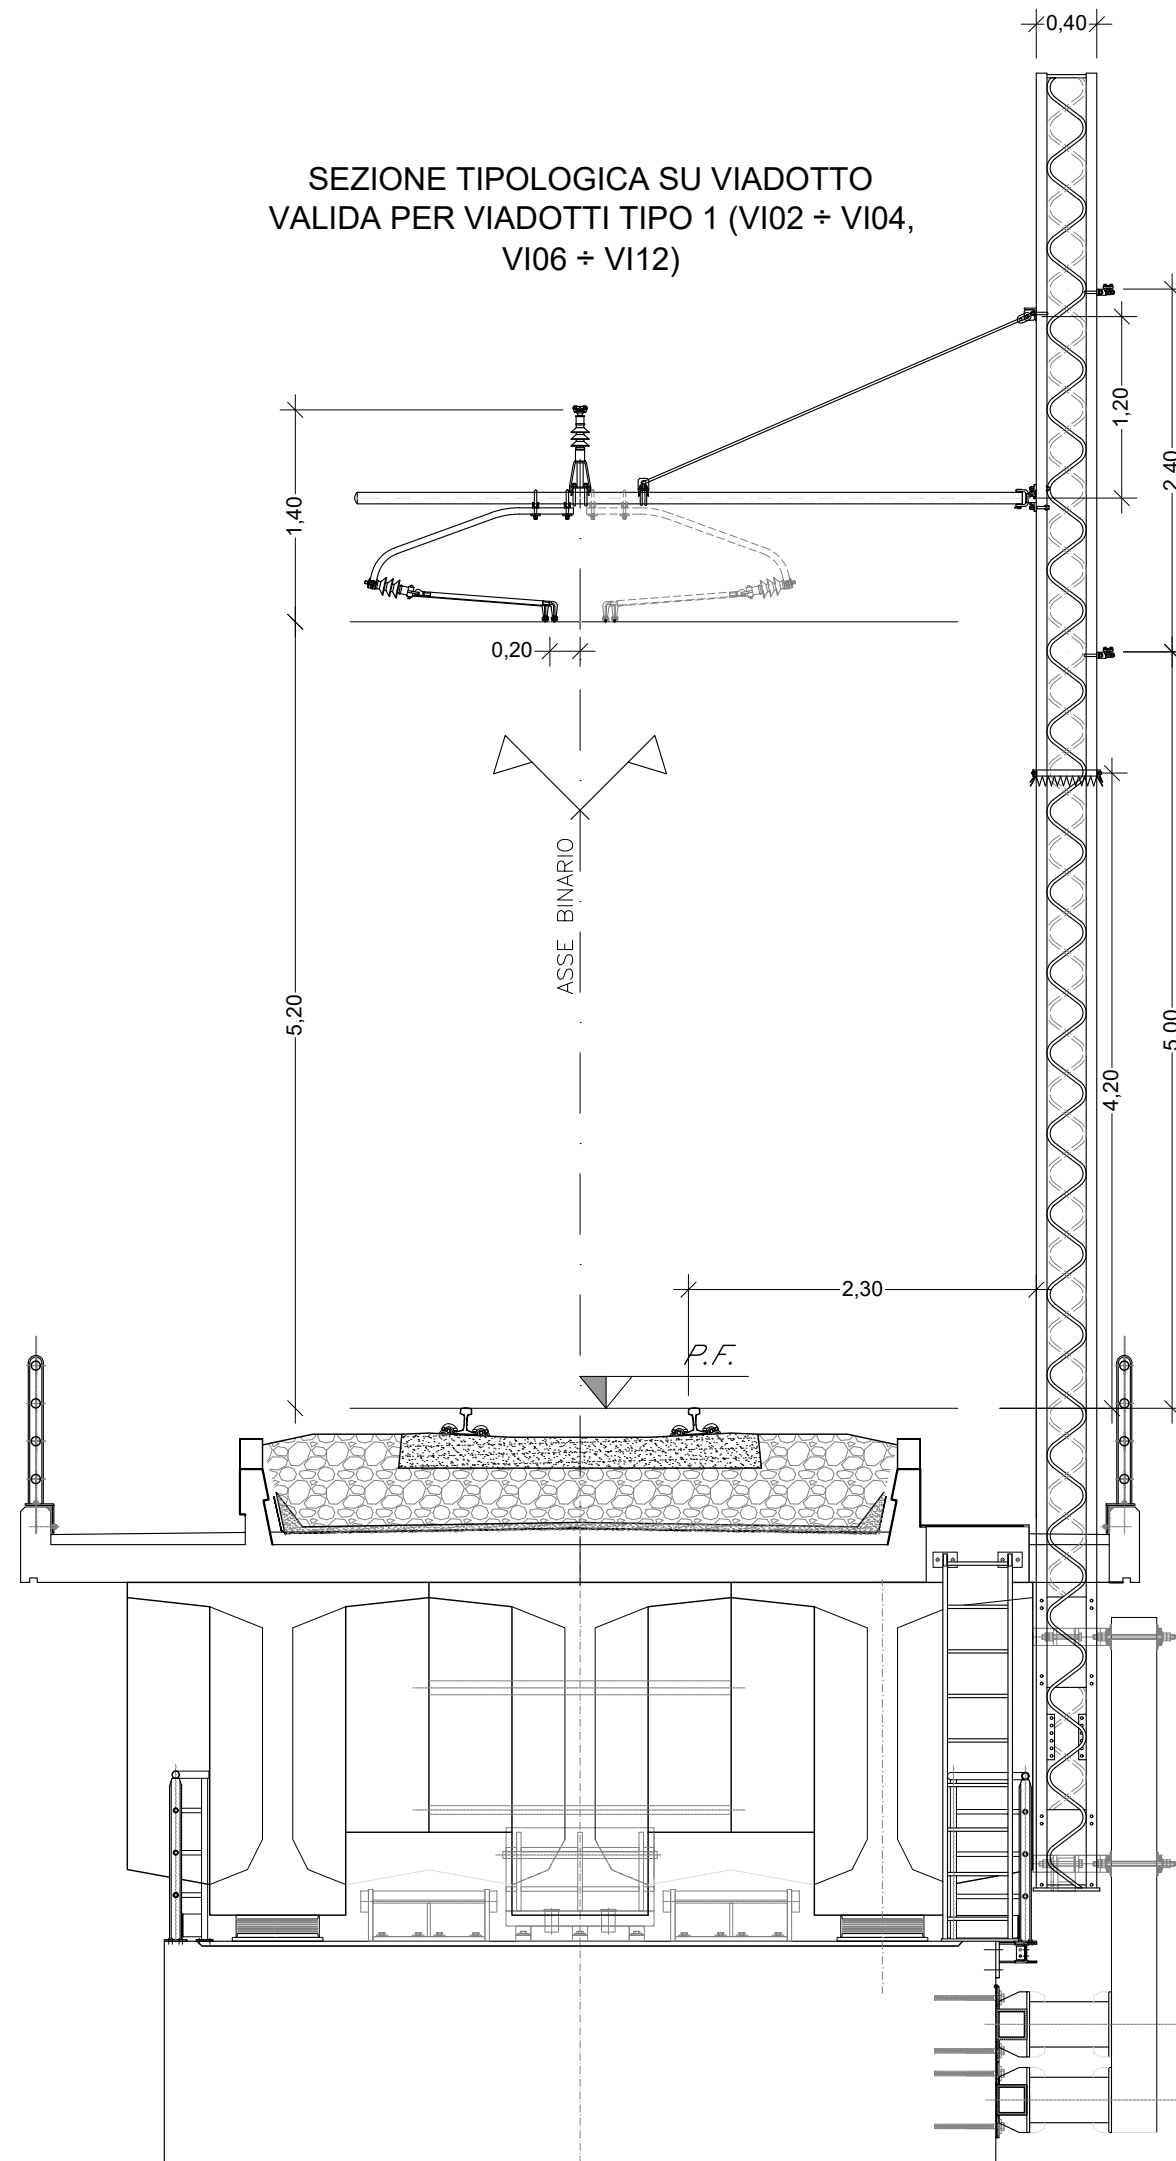 0,40
SEZIONE TIPOLOGICA SU VIADOTTO
VALIDA PER VIADOTTI TIPO 1 (VI02 ÷ VI04,
VI06 ÷ VI12)
1,20
2,40
1,40
0,20
ASSE BINARIO
5,20
5,00
4,20
2,30
P.F.